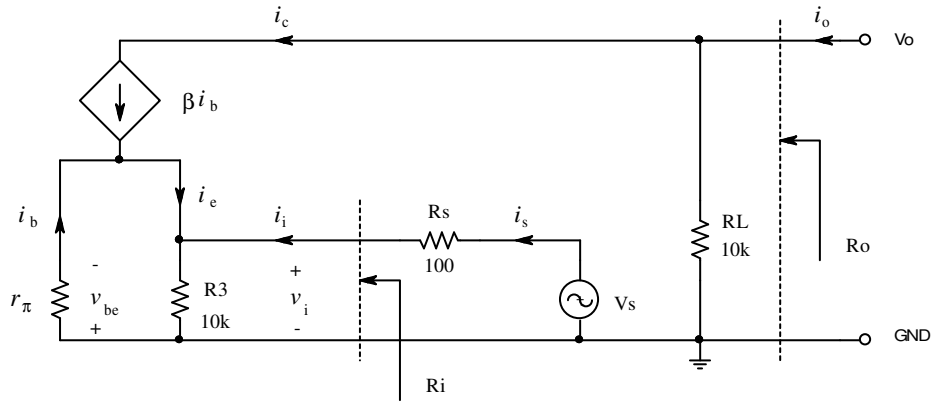 i_c
i_o
Vo
β i_b
i_b
i_e
i_i
Rs
i_s
100
RL
10k
Ro
r_π
-
v_be
+
R3
10k
+
v_i
-
Vs
Ri
GND